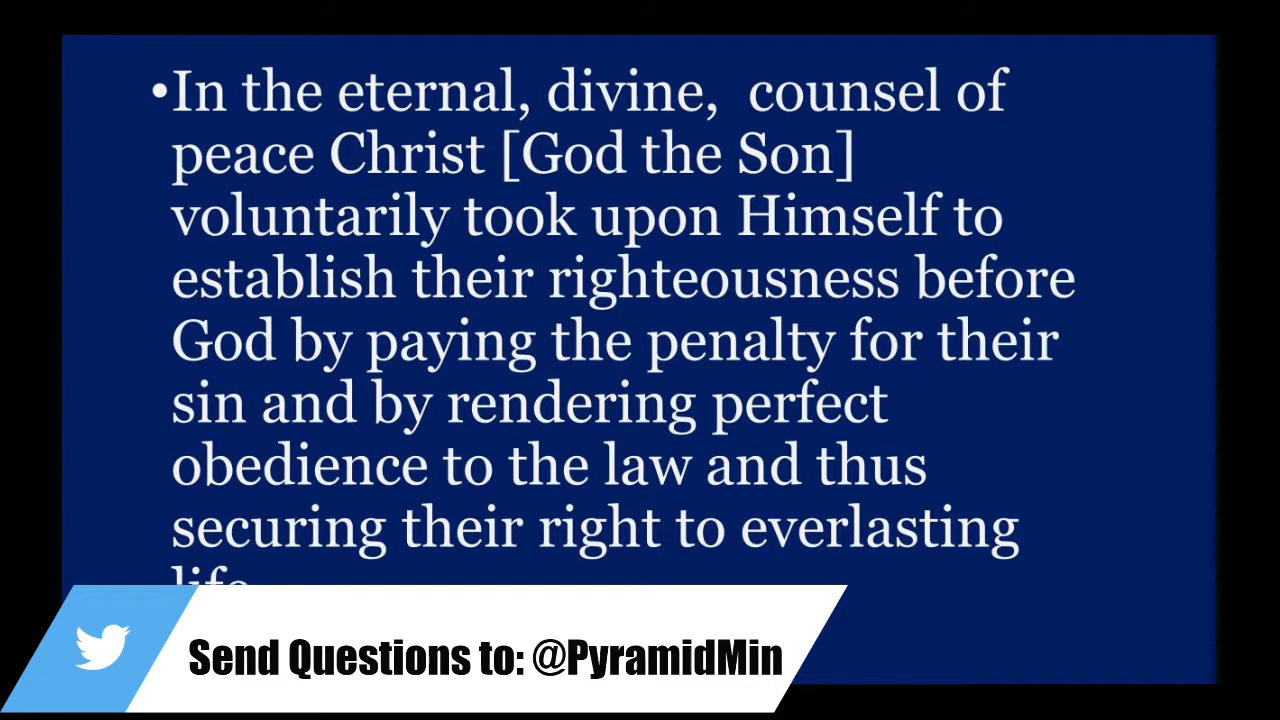 •In the eternal, divine,  counsel of
peace Christ [God the Son]
voluntarily took upon Himself to
establish their righteousness before
God by paying the penalty for their
sin and by rendering perfect
obedience to the law and thus
securing their right to everlasting
life
Send Questions to: @PyramidMin